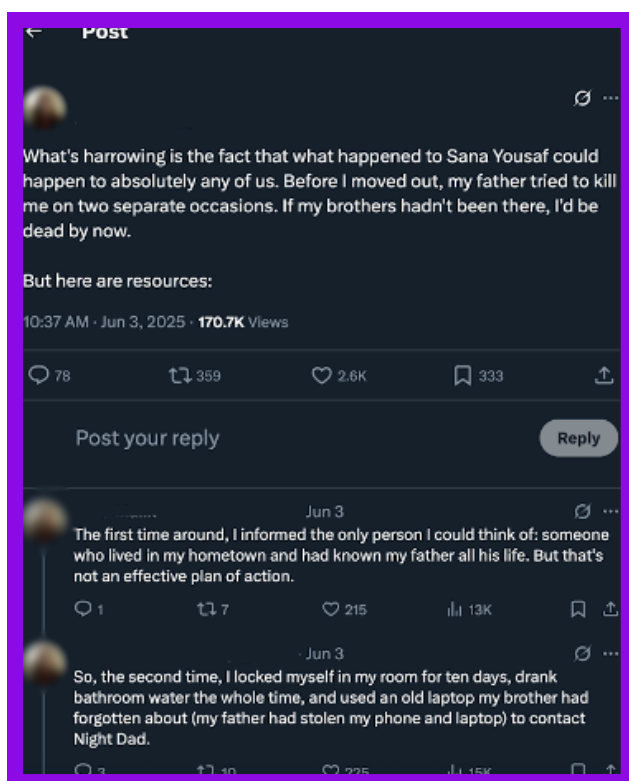 Post
What's harrowing is the fact that what happened to Sana Yousaf could
happen to absolutely any of us. Before I moved out, my father tried to kill
me on two separate occasions. If my brothers hadn't been there, I'd be
dead by now.
But here are resources:
10:37 AM · Jun 3, 2025 · 170.7K Views
78 359 2.6K 333
Post your reply Reply
Jun 3
The first time around, I informed the only person I could think of: someone
who lived in my hometown and had known my father all his life. But that's
not an effective plan of action.
1 7 215 13K
· Jun 3
So, the second time, I locked myself in my room for ten days, drank
bathroom water the whole time, and used an old laptop my brother had
forgotten about (my father had stolen my phone and laptop) to contact
Night Dad.
3 10 225 15K